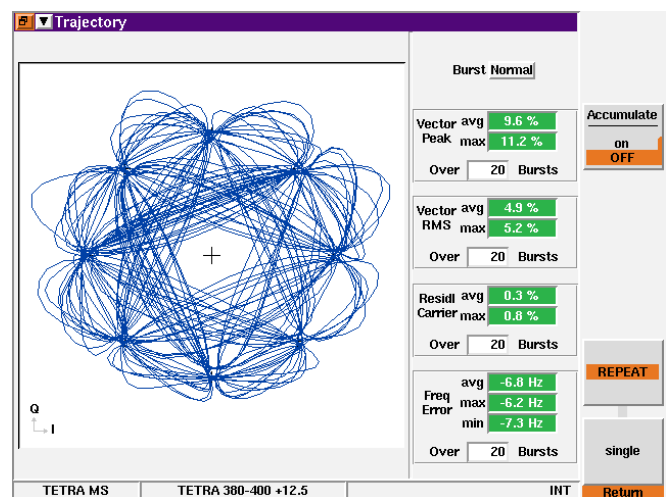 Trajectory
Burst Normal
Vector Peak avg 9.6 %
max 11.2 %
Over 20 Bursts
Vector RMS avg 4.9 %
max 5.2 %
Over 20 Bursts
Residl Carrier avg 0.3 %
max 0.8 %
Over 20 Bursts
Freq Error avg -6.8 Hz
max -6.2 Hz
min -7.3 Hz
Over 20 Bursts
Q
I
Accumulate
on
OFF
REPEAT
single
Return
TETRA MS TETRA 380-400 +12.5 INT